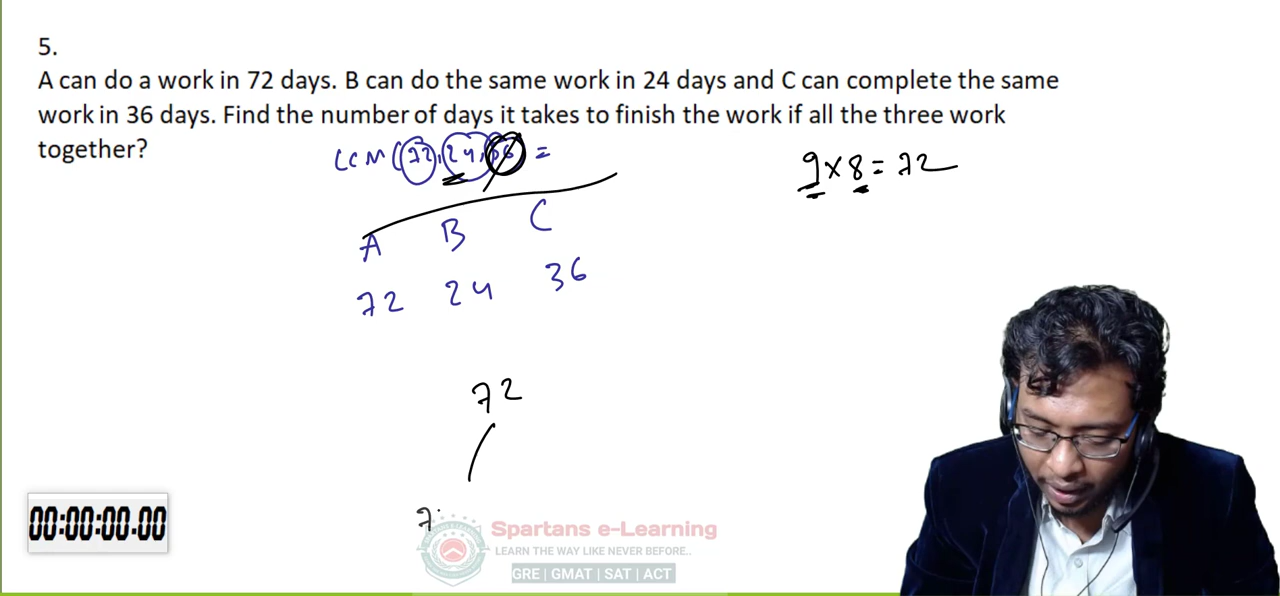 5.
A can do a work in 72 days. B can do the same work in 24 days and C can complete the same
work in 36 days. Find the number of days it takes to finish the work if all the three work
together?
LCM (72, 24, 36) =
9 x 8 = 72
A B C
72 24 36
72
7
00:00:00.00
Spartans e-Learning
LEARN THE WAY LIKE NEVER BEFORE..
GRE | GMAT | SAT | ACT